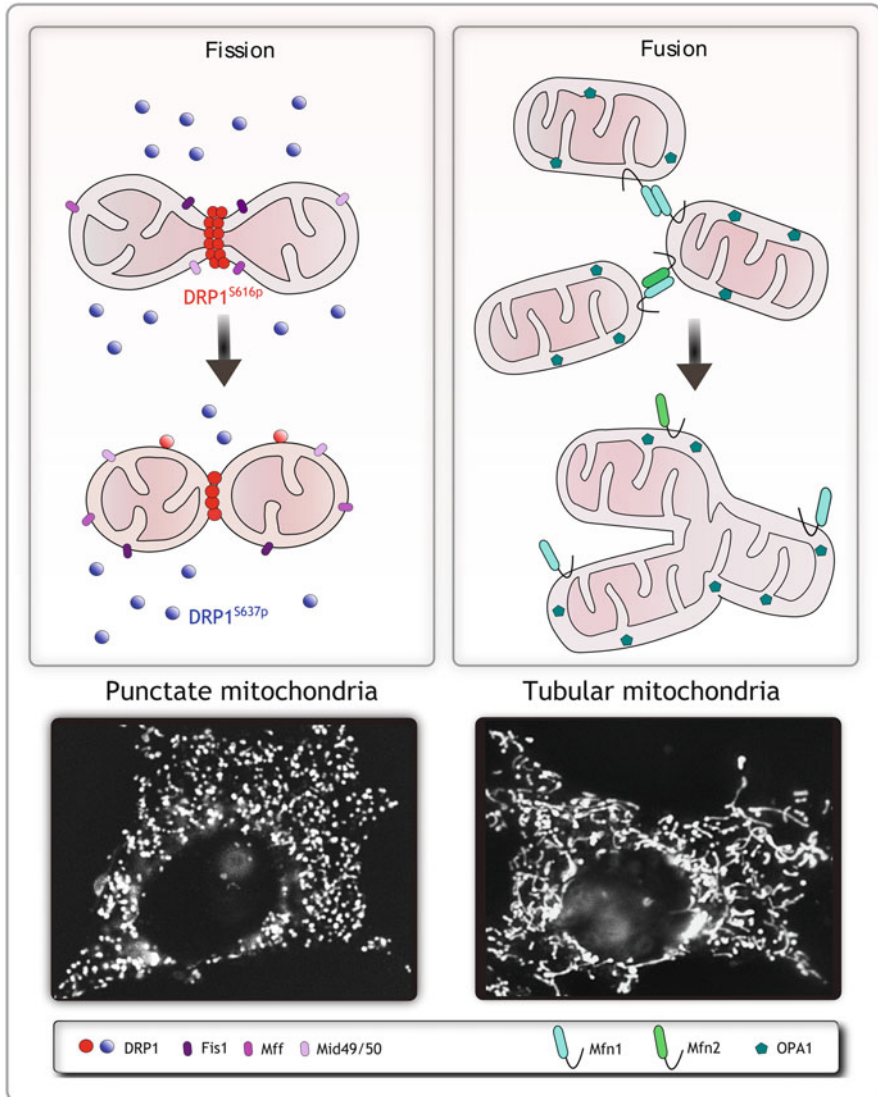 Fission
Fusion
DRP1S616p
DRP1S637p
Punctate mitochondria
Tubular mitochondria
DRP1 Fis1 Mff Mid49/50 Mfn1 Mfn2 OPA1